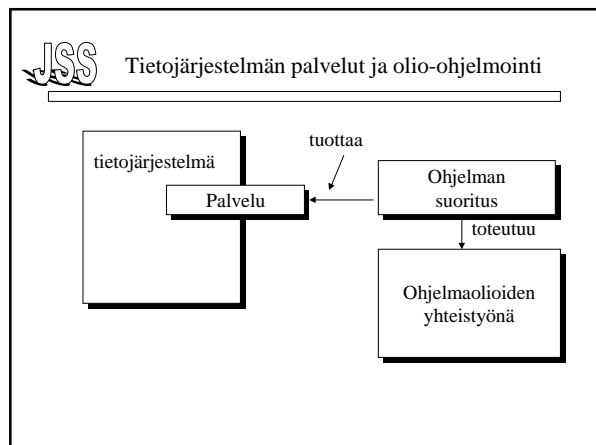 JSS
Tietojärjestelmän palvelut ja olio-ohjelmointi
tietojärjestelmä
tuottaa
Palvelu
Ohjelman
suoritus
toteutuu
Ohjelmaolioiden
yhteistyönä